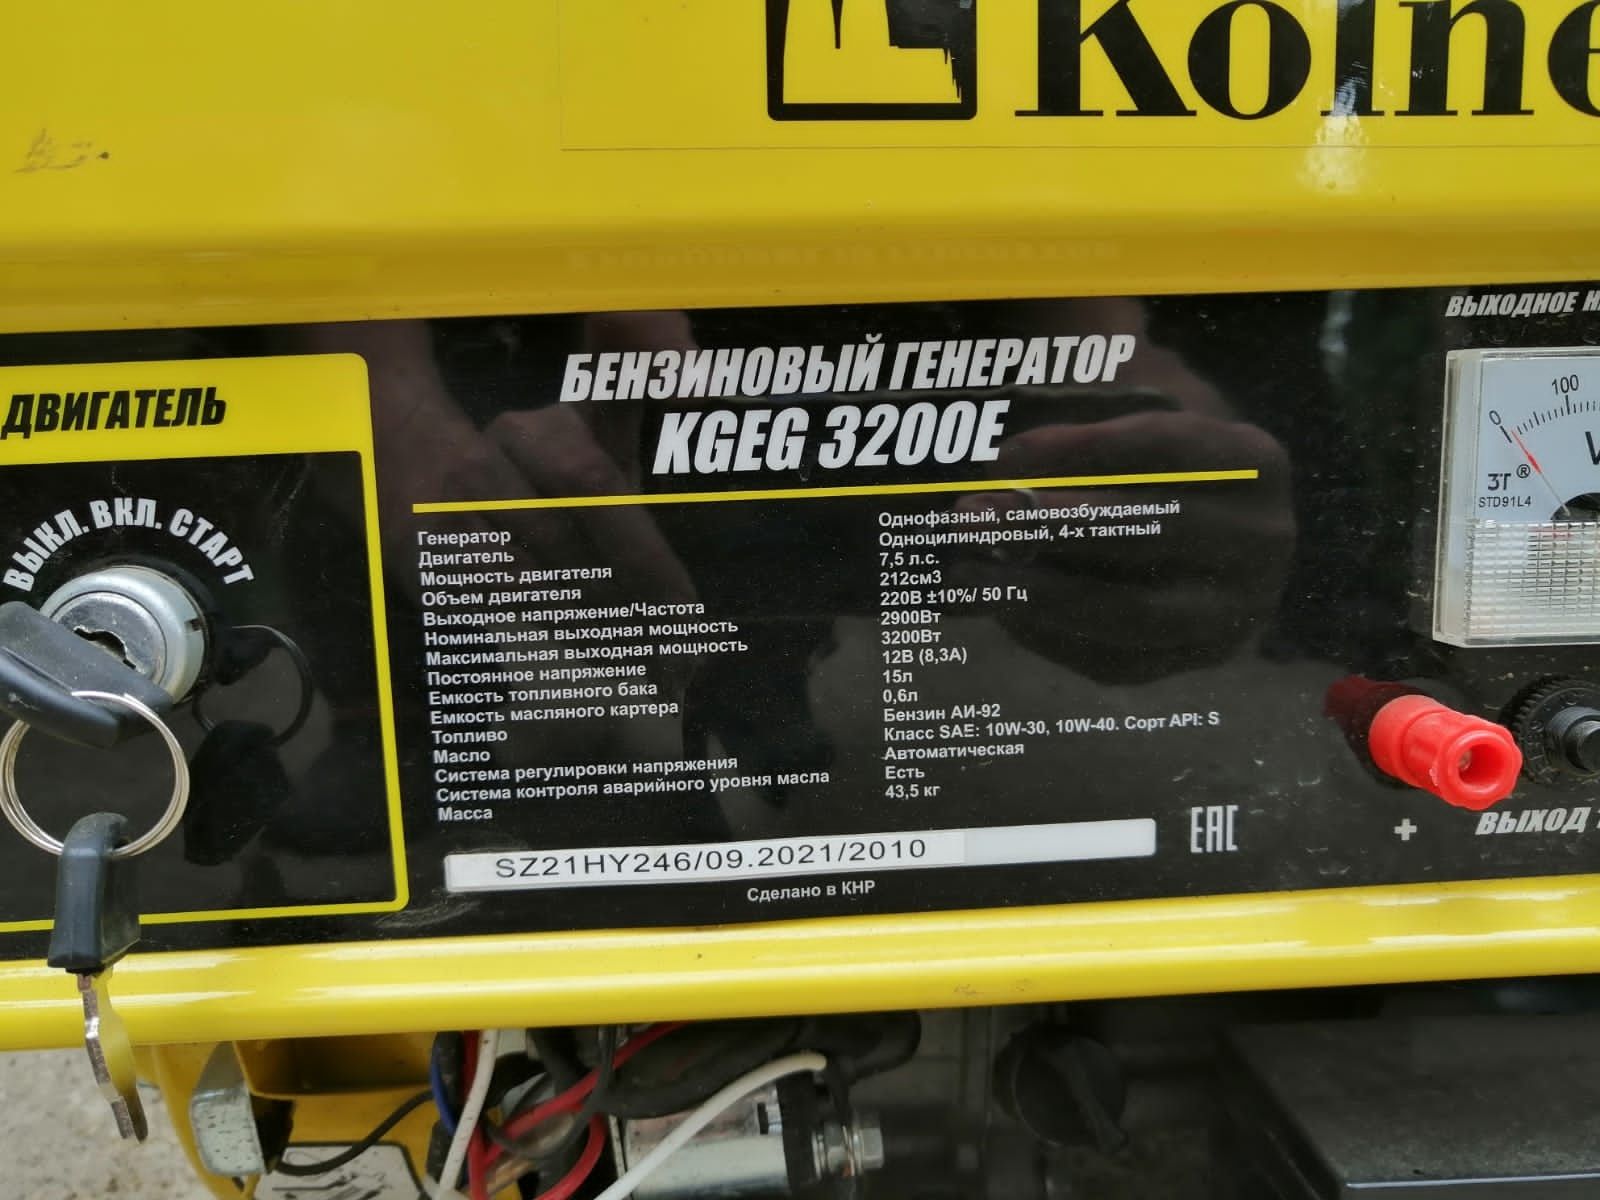 Kolne
ВЫХОДНОЕ Н
БЕНЗИНОВЫЙ ГЕНЕРАТОР
KGEG 3200E
ДВИГАТЕЛЬ
ВЫКЛ. ВКЛ. СТАРТ
0 100
V
ЗТ®
STD91L4
Генератор Однофазный, самовозбуждаемый
Двигатель Одноцилиндровый, 4-х тактный
Мощность двигателя 7,5 л.с.
Объем двигателя 212см3
Выходное напряжение/Частота 220В ±10%/ 50 Гц
Номинальная выходная мощность 2900Вт
Максимальная выходная мощность 3200Вт
Постоянное напряжение 12В (8,3А)
Емкость топливного бака 15л
Емкость масляного картера 0,6л
Топливо Бензин АИ-92
Масло Класс SAE: 10W-30, 10W-40. Сорт API: S
Система регулировки напряжения Автоматическая
Система контроля аварийного уровня масла Есть
Масса 43,5 кг
SZ21HY246/09.2021/2010
EAC
Сделано в КНР
+ ВЫХОД